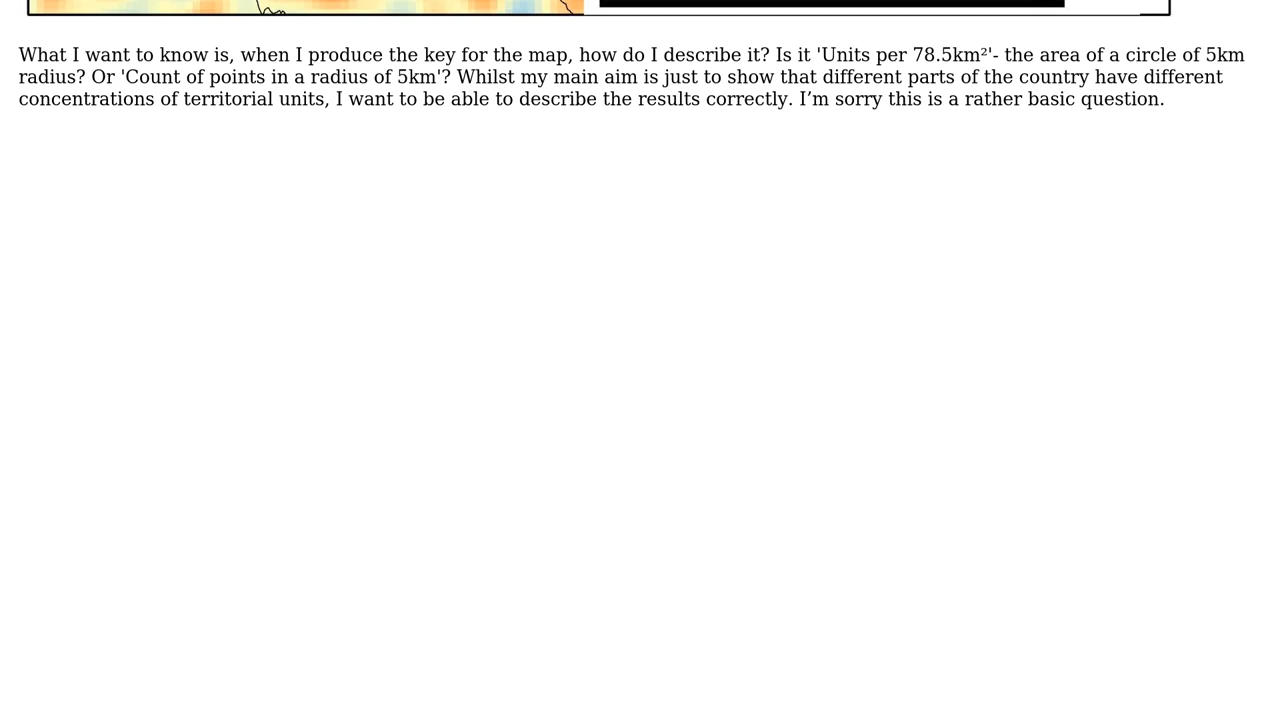 What I want to know is, when I produce the key for the map, how do I describe it? Is it 'Units per 78.5km²'- the area of a circle of 5km
radius? Or 'Count of points in a radius of 5km'? Whilst my main aim is just to show that different parts of the country have different
concentrations of territorial units, I want to be able to describe the results correctly. I’m sorry this is a rather basic question.